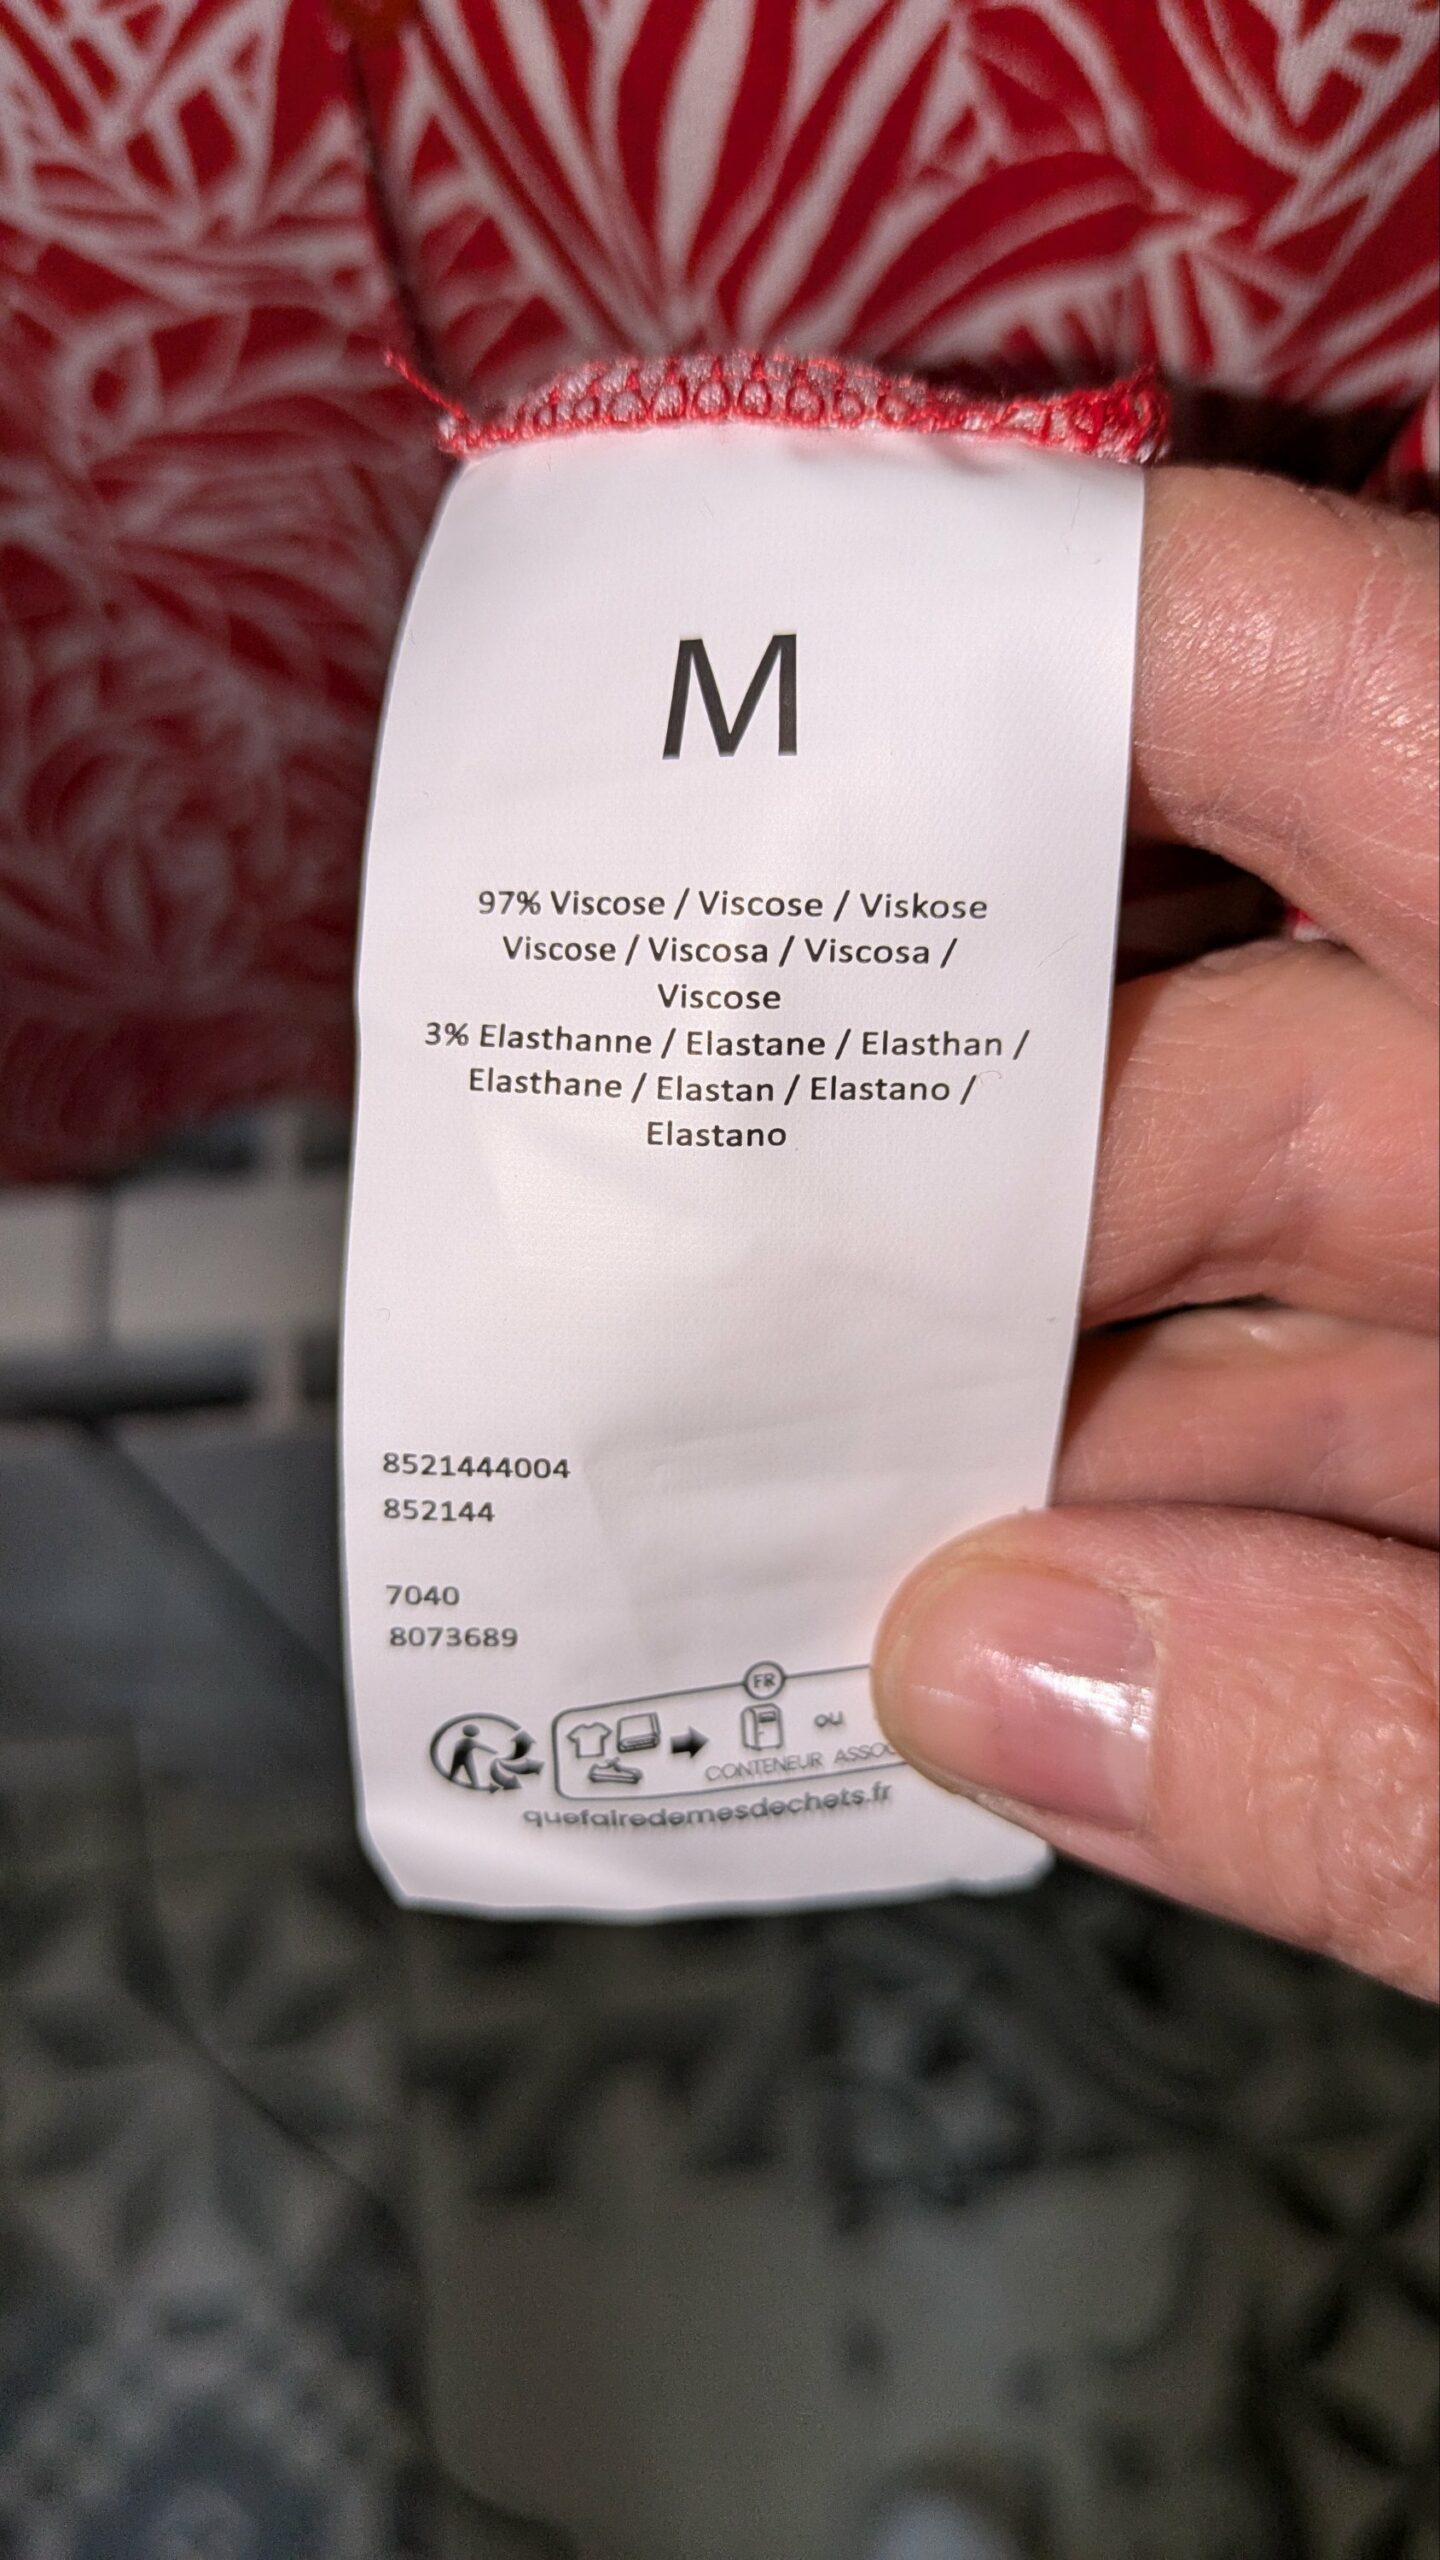 M
97% Viscose / Viscose / Viskose
Viscose / Viscosa / Viscosa /
Viscose
3% Elasthanne / Elastane / Elasthan /
Elasthane / Elastan / Elastano /
Elastano
8521444004
852144
7040
8073689
FR
ou
CONTENEUR
quefairedemesdechets.fr